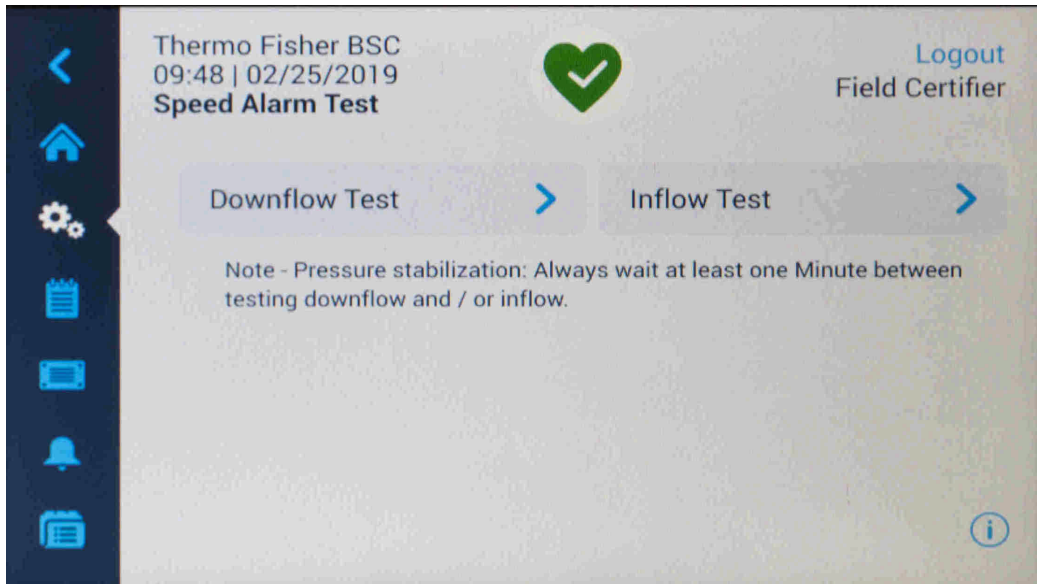 Thermo Fisher BSC
09:48 | 02/25/2019
Speed Alarm Test
Logout
Field Certifier
Downflow Test
Inflow Test
Note - Pressure stabilization: Always wait at least one Minute between
testing downflow and / or inflow.
i